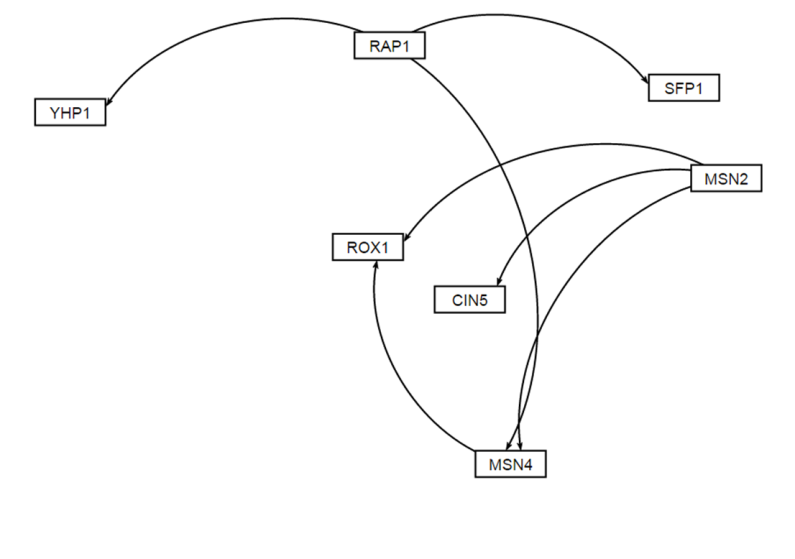 RAP1
SFP1
YHP1
MSN2
ROX1
CIN5
MSN4